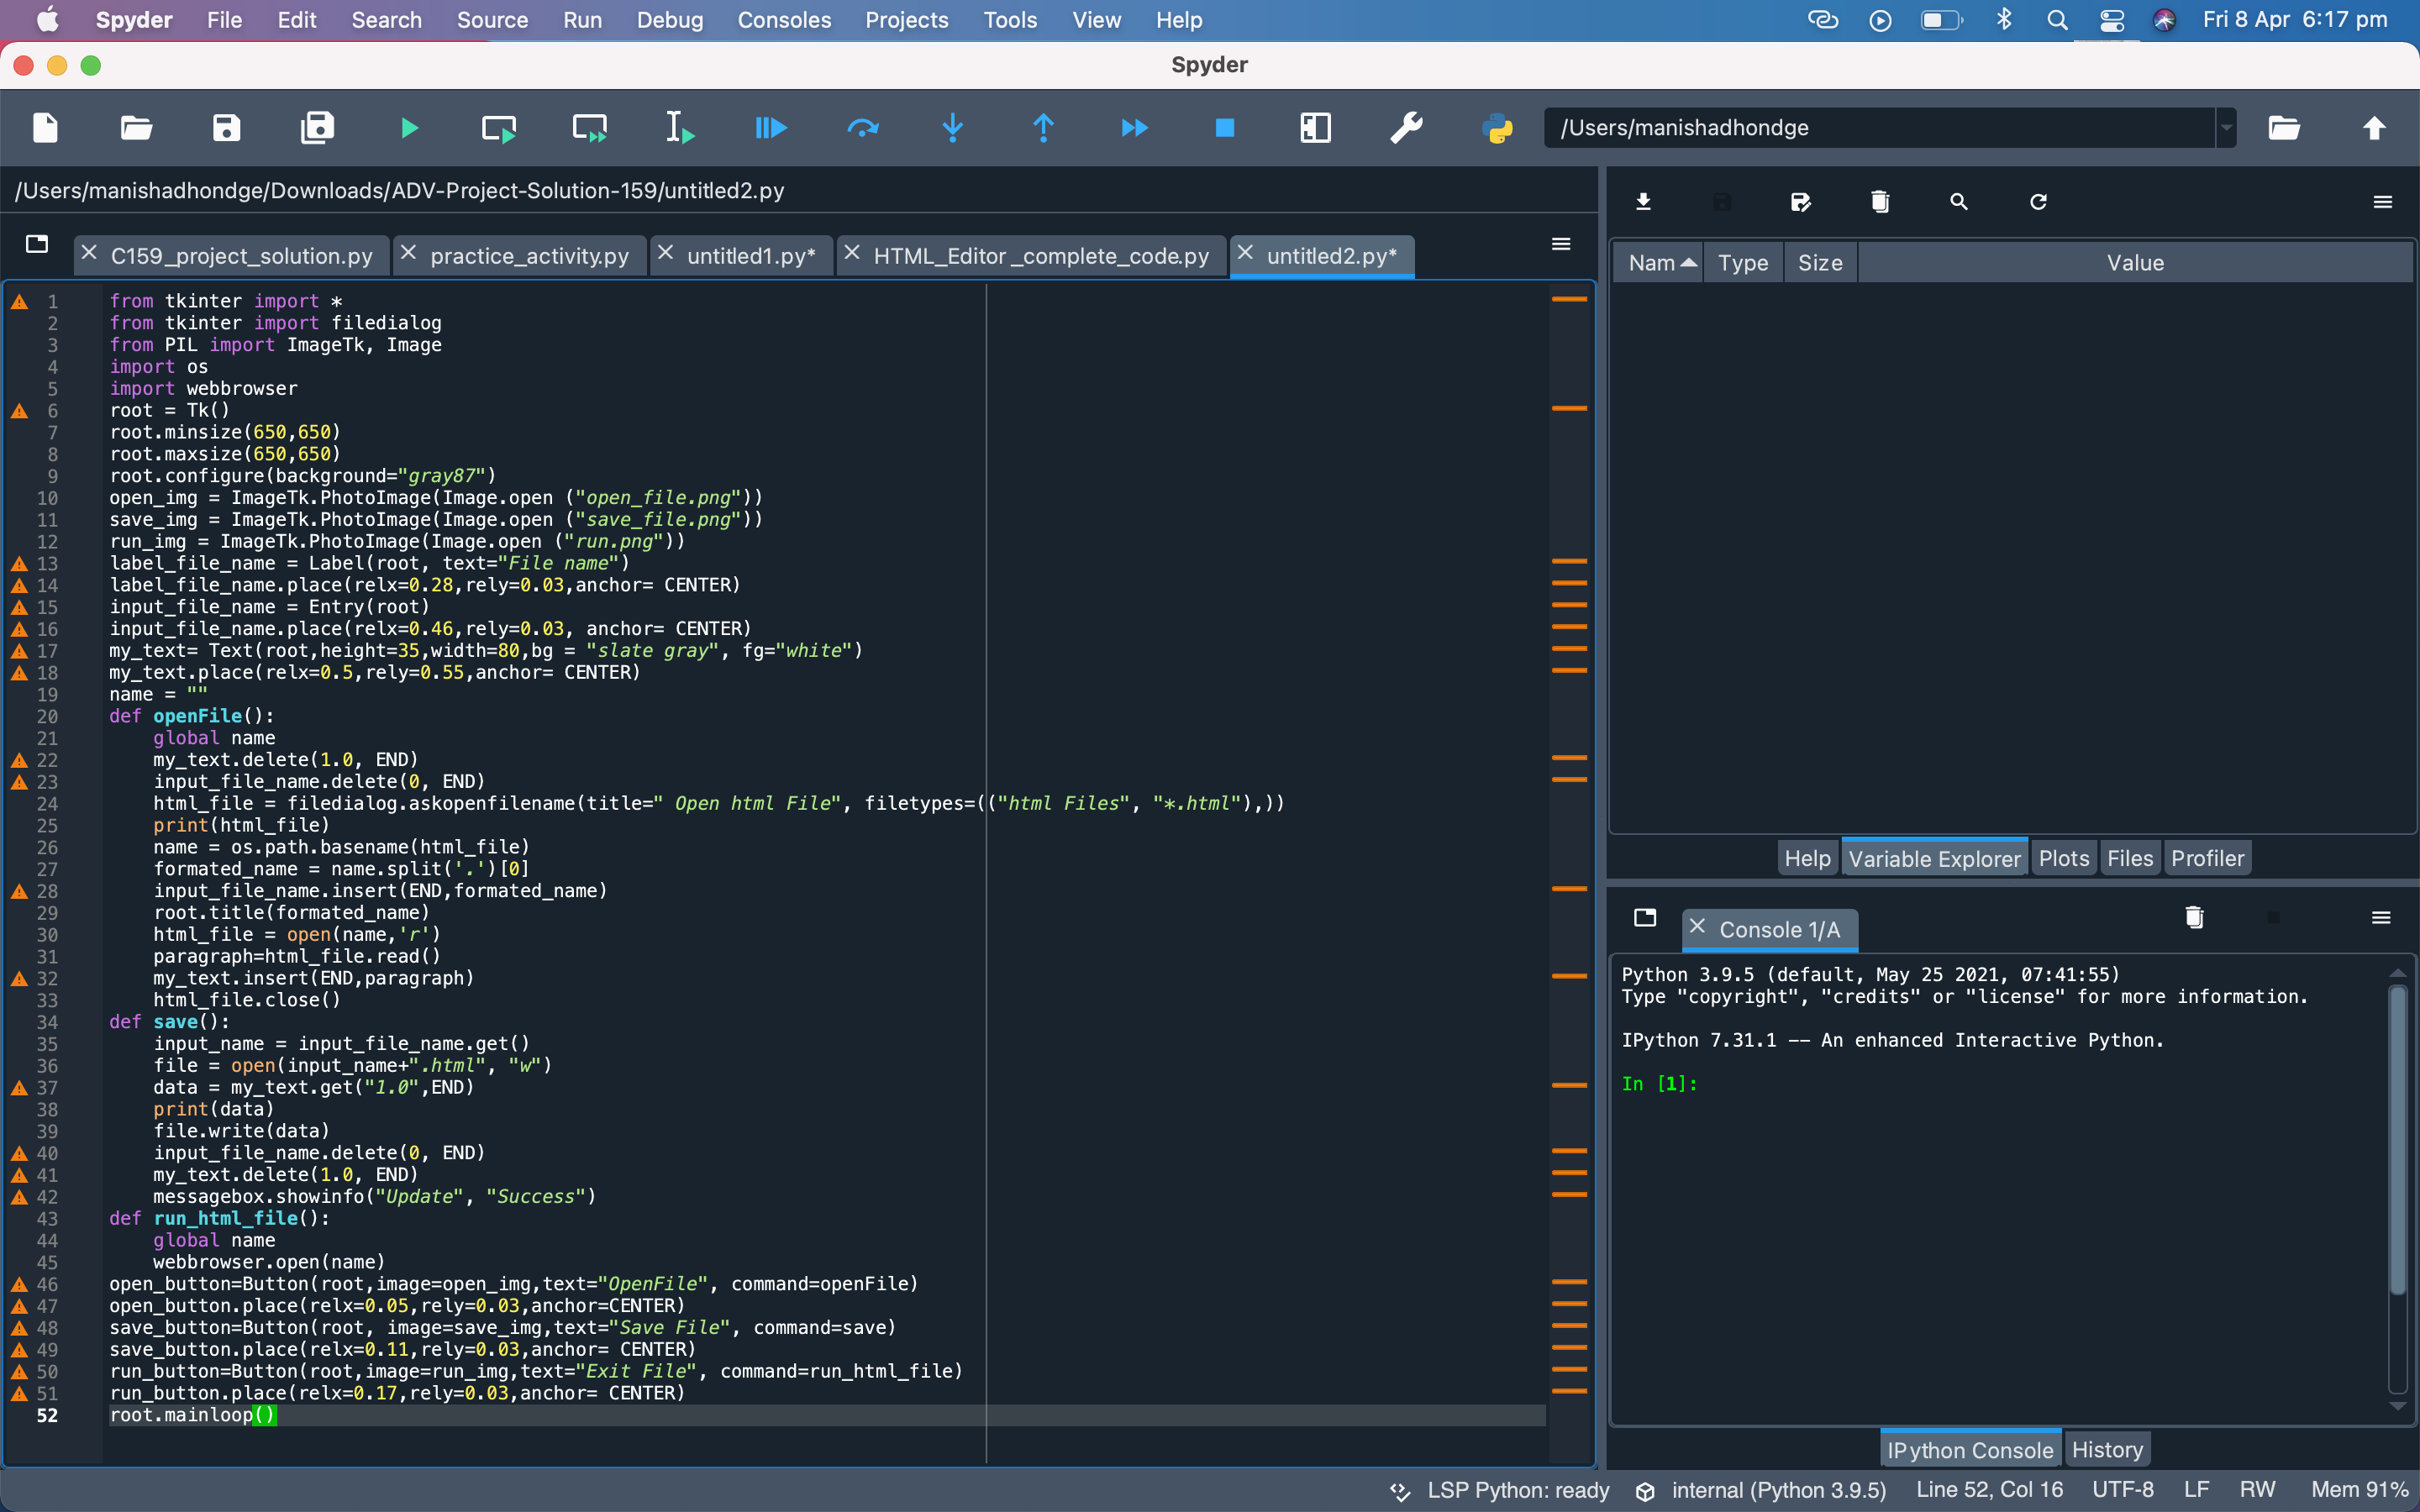 Spyder File Edit Search Source Run Debug Consoles Projects Tools View Help Fri 8 Apr 6:17 pm
Spyder
/Users/manishadhondge
/Users/manishadhondge/Downloads/ADV-Project-Solution-159/untitled2.py
C159_project_solution.py practice_activity.py untitled1.py* HTML_Editor_complete_code.py untitled2.py*
1 from tkinter import *
2 from tkinter import filedialog
3 from PIL import ImageTk, Image
4 import os
5 import webbrowser
6 root = Tk()
7 root.minsize(650,650)
8 root.maxsize(650,650)
9 root.configure(background="gray87")
10 open_img = ImageTk.PhotoImage(Image.open ("open_file.png"))
11 save_img = ImageTk.PhotoImage(Image.open ("save_file.png"))
12 run_img = ImageTk.PhotoImage(Image.open ("run.png"))
13 label_file_name = Label(root, text="File name")
14 label_file_name.place(relx=0.28,rely=0.03,anchor= CENTER)
15 input_file_name = Entry(root)
16 input_file_name.place(relx=0.46,rely=0.03, anchor= CENTER)
17 my_text= Text(root,height=35,width=80,bg = "slate gray", fg="white")
18 my_text.place(relx=0.5,rely=0.55,anchor= CENTER)
19 name = ""
20 def openFile():
21     global name
22     my_text.delete(1.0, END)
23     input_file_name.delete(0, END)
24     html_file = filedialog.askopenfilename(title=" Open html File", filetypes=(("html Files", "*.html"),))
25     print(html_file)
26     name = os.path.basename(html_file)
27     formated_name = name.split('.')[0]
28     input_file_name.insert(END,formated_name)
29     root.title(formated_name)
30     html_file = open(name,'r')
31     paragraph=html_file.read()
32     my_text.insert(END,paragraph)
33     html_file.close()
34 def save():
35     input_name = input_file_name.get()
36     file = open(input_name+".html", "w")
37     data = my_text.get("1.0",END)
38     print(data)
39     file.write(data)
40     input_file_name.delete(0, END)
41     my_text.delete(1.0, END)
42     messagebox.showinfo("Update", "Success")
43 def run_html_file():
44     global name
45     webbrowser.open(name)
46 open_button=Button(root,image=open_img,text="OpenFile", command=openFile)
47 open_button.place(relx=0.05,rely=0.03,anchor=CENTER)
48 save_button=Button(root, image=save_img,text="Save File", command=save)
49 save_button.place(relx=0.11,rely=0.03,anchor= CENTER)
50 run_button=Button(root,image=run_img,text="Exit File", command=run_html_file)
51 run_button.place(relx=0.17,rely=0.03,anchor= CENTER)
52 root.mainloop()
Nam Type Size Value
Help Variable Explorer Plots Files Profiler
Console 1/A
Python 3.9.5 (default, May 25 2021, 07:41:55)
Type "copyright", "credits" or "license" for more information.
IPython 7.31.1 -- An enhanced Interactive Python.
In [1]:
IPython Console History
LSP Python: ready internal (Python 3.9.5) Line 52, Col 16 UTF-8 LF RW Mem 91%